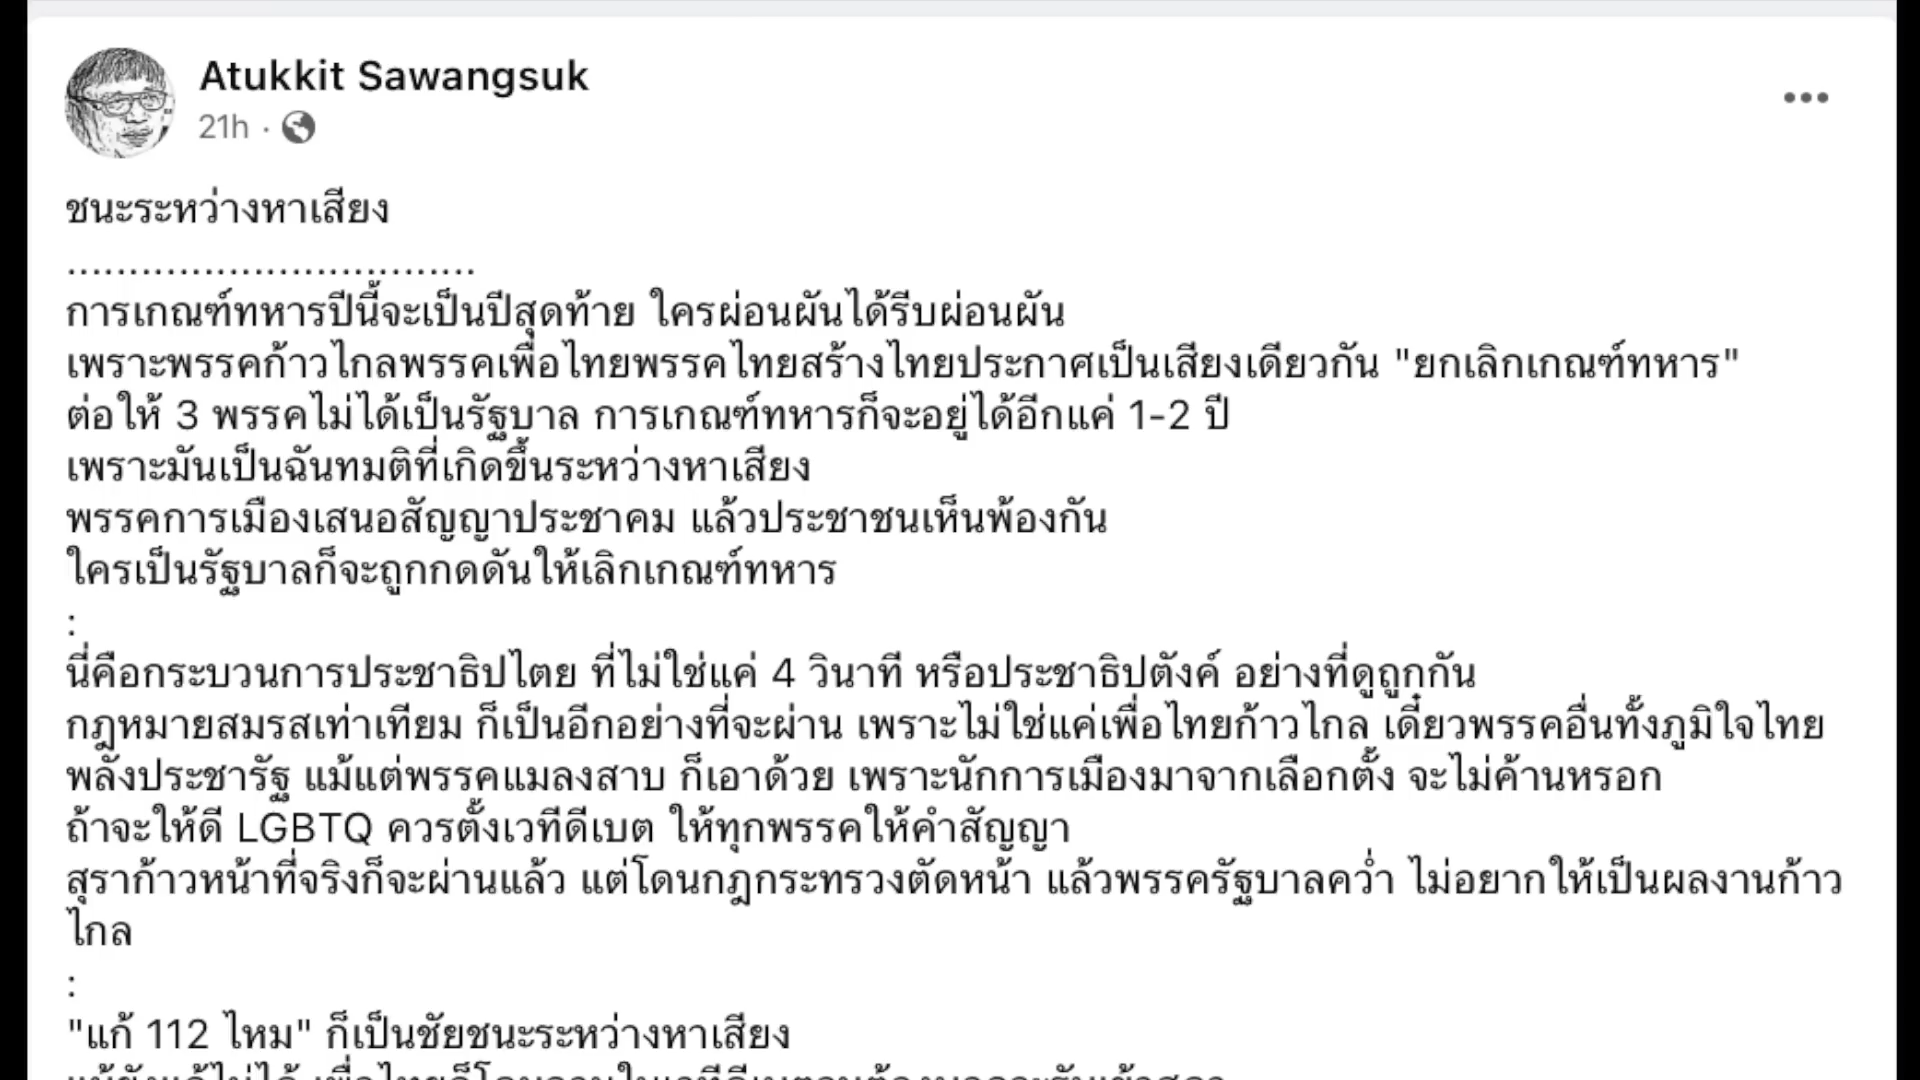 Atukkit Sawangsuk
21h ·
ชนะระหว่างหาเสียง
.................................
การเกณฑ์ทหารปีนี้จะเป็นปีสุดท้าย ใครผ่อนผันได้รีบผ่อนผัน
เพราะพรรคก้าวไกลพรรคเพื่อไทยพรรคไทยสร้างไทยประกาศเป็นเสียงเดียวกัน "ยกเลิกเกณฑ์ทหาร"
ต่อให้ 3 พรรคไม่ได้เป็นรัฐบาล การเกณฑ์ทหารก็จะอยู่ได้อีกแค่ 1-2 ปี
เพราะมันเป็นฉันทมติที่เกิดขึ้นระหว่างหาเสียง
พรรคการเมืองเสนอสัญญาประชาคม แล้วประชาชนเห็นพ้องกัน
ใครเป็นรัฐบาลก็จะถูกกดดันให้เลิกเกณฑ์ทหาร
:
นี่คือกระบวนการประชาธิปไตย ที่ไม่ใช่แค่ 4 วินาที หรือประชาธิปตังค์ อย่างที่ดูถูกกัน
กฎหมายสมรสเท่าเทียม ก็เป็นอีกอย่างที่จะผ่าน เพราะไม่ใช่แค่เพื่อไทยก้าวไกล เดี๋ยวพรรคอื่นทั้งภูมิใจไทย
พลังประชารัฐ แม้แต่พรรคแมลงสาบ ก็เอาด้วย เพราะนักการเมืองมาจากเลือกตั้ง จะไม่ค้านหรอก
ถ้าจะให้ดี LGBTQ ควรตั้งเวทีดีเบต ให้ทุกพรรคให้คำสัญญา
สุราก้าวหน้าที่จริงก็จะผ่านแล้ว แต่โดนกฎกระทรวงตัดหน้า แล้วพรรครัฐบาลคว่ำ ไม่อยากให้เป็นผลงานก้าว
ไกล
:
"แก้ 112 ไหม" ก็เป็นชัยชนะระหว่างหาเสียง